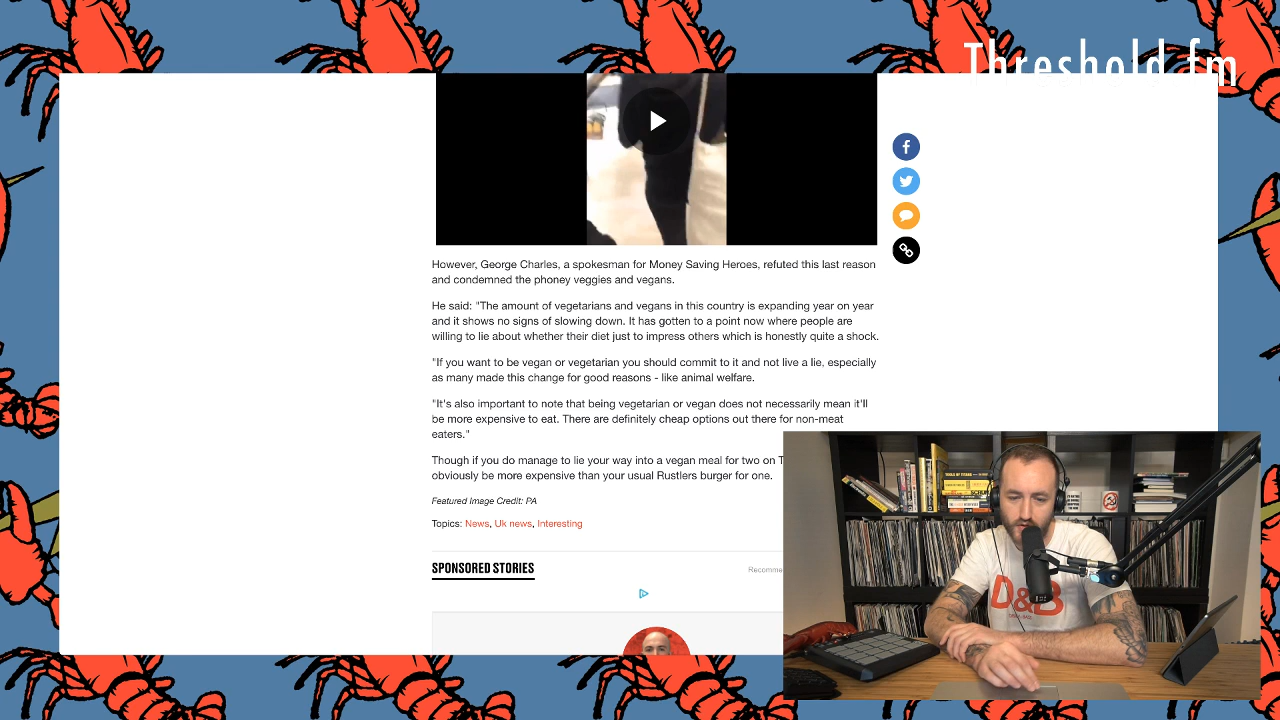 Threshold fm
However, George Charles, a spokesman for Money Saving Heroes, refuted this last reason
and condemned the phoney veggies and vegans.
He said: "The amount of vegetarians and vegans in this country is expanding year on year
and it shows no signs of slowing down. It has gotten to a point now where people are
willing to lie about whether their diet just to impress others which is honestly quite a shock.
"If you want to be vegan or vegetarian you should commit to it and not live a lie, especially
as many made this change for good reasons - like animal welfare.
"It's also important to note that being vegetarian or vegan does not necessarily mean it'll
be more expensive to eat. There are definitely cheap options out there for non-meat
eaters."
Though if you do manage to lie your way into a vegan meal for two on T
obviously be more expensive than your usual Rustlers burger for one.
Featured Image Credit: PA
Topics: News, Uk news, Interesting
SPONSORED STORIES
Recomme
D&B